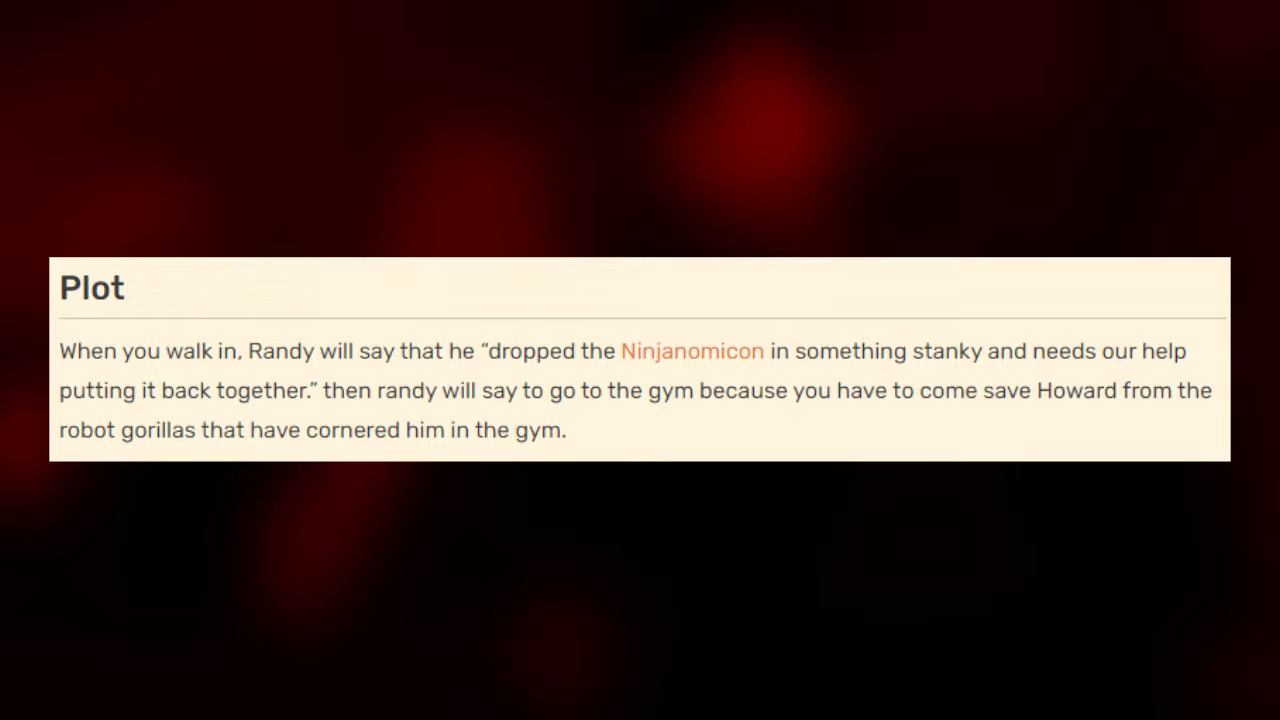 Plot
When you walk in, Randy will say that he “dropped the Ninjanomicon in something stanky and needs our help
putting it back together.” then randy will say to go to the gym because you have to come save Howard from the
robot gorillas that have cornered him in the gym.